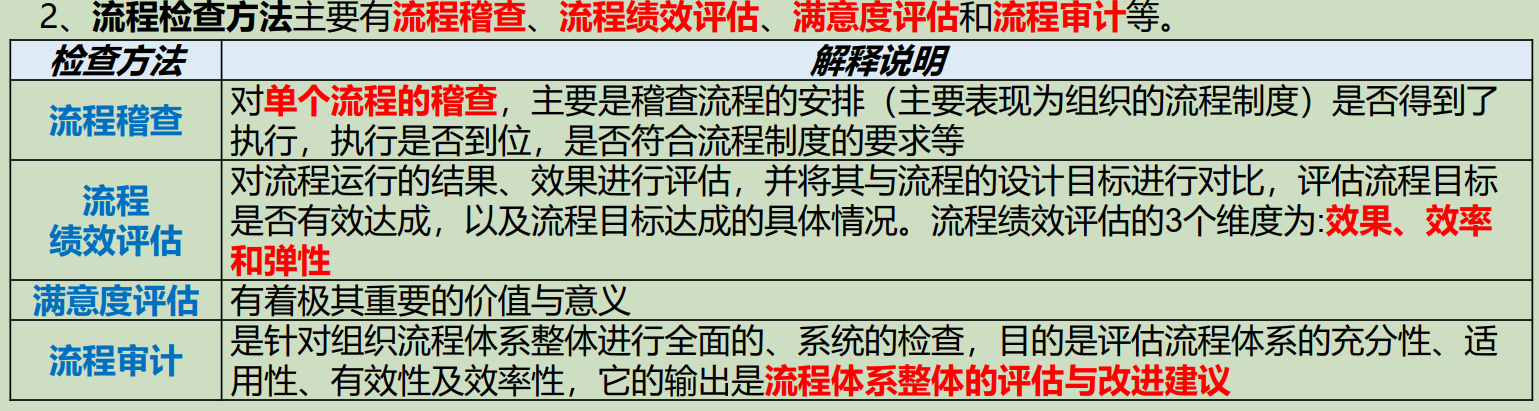 2、流程检查方法主要有流程稽查、流程绩效评估、满意度评估和流程审计等。
检查方法 解释说明
流程稽查
对单个流程的稽查，主要是稽查流程的安排（主要表现为组织的流程制度）是否得到了
执行，执行是否到位，是否符合流程制度的要求等
流程
绩效评估
对流程运行的结果、效果进行评估，并将其与流程的设计目标进行对比，评估流程目标
是否有效达成，以及流程目标达成的具体情况。流程绩效评估的3个维度为:效果、效率
和弹性
满意度评估 有着极其重要的价值与意义
流程审计
是针对组织流程体系整体进行全面的、系统的检查，目的是评估流程体系的充分性、适
用性、有效性及效率性，它的输出是流程体系整体的评估与改进建议